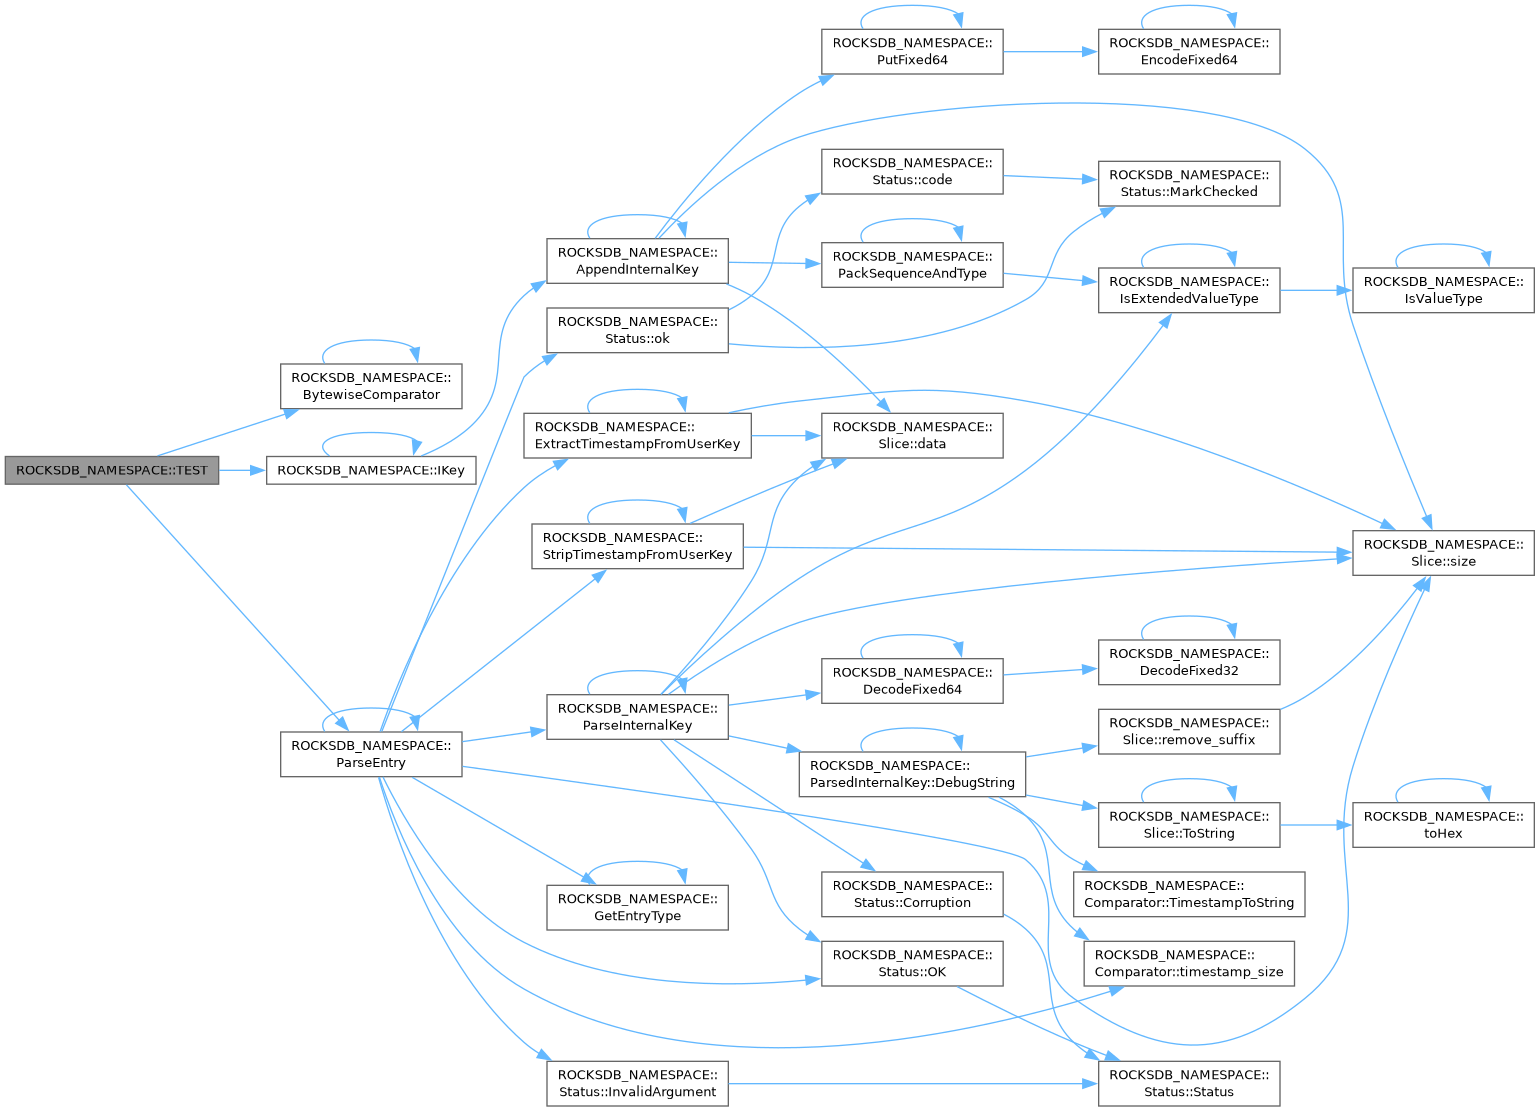 ROCKSDB_NAMESPACE::TEST
ROCKSDB_NAMESPACE::
BytewiseComparator
ROCKSDB_NAMESPACE::IKey
ROCKSDB_NAMESPACE::
ParseEntry
ROCKSDB_NAMESPACE::
AppendInternalKey
ROCKSDB_NAMESPACE::
Status::ok
ROCKSDB_NAMESPACE::
ExtractTimestampFromUserKey
ROCKSDB_NAMESPACE::
StripTimestampFromUserKey
ROCKSDB_NAMESPACE::
ParseInternalKey
ROCKSDB_NAMESPACE::
GetEntryType
ROCKSDB_NAMESPACE::
Status::InvalidArgument
ROCKSDB_NAMESPACE::
PutFixed64
ROCKSDB_NAMESPACE::
Status::code
ROCKSDB_NAMESPACE::
PackSequenceAndType
ROCKSDB_NAMESPACE::
Slice::data
ROCKSDB_NAMESPACE::
DecodeFixed64
ROCKSDB_NAMESPACE::
ParsedInternalKey::DebugString
ROCKSDB_NAMESPACE::
Status::Corruption
ROCKSDB_NAMESPACE::
Status::OK
ROCKSDB_NAMESPACE::
EncodeFixed64
ROCKSDB_NAMESPACE::
Status::MarkChecked
ROCKSDB_NAMESPACE::
IsExtendedValueType
ROCKSDB_NAMESPACE::
DecodeFixed32
ROCKSDB_NAMESPACE::
Slice::remove_suffix
ROCKSDB_NAMESPACE::
Slice::ToString
ROCKSDB_NAMESPACE::
Comparator::TimestampToString
ROCKSDB_NAMESPACE::
Comparator::timestamp_size
ROCKSDB_NAMESPACE::
Status::Status
ROCKSDB_NAMESPACE::
IsValueType
ROCKSDB_NAMESPACE::
Slice::size
ROCKSDB_NAMESPACE::
toHex